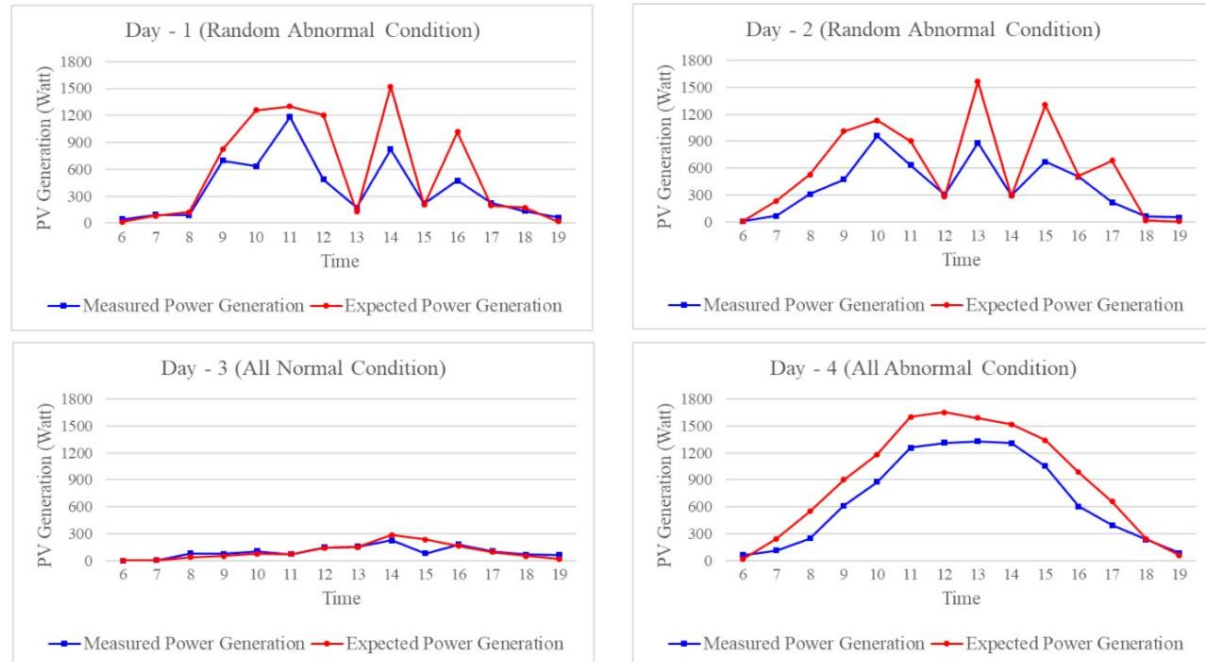 Day - 1 (Random Abnormal Condition)
PV Generation (Watt)
1800
1500
1200
900
600
300
0
6 7 8 9 10 11 12 13 14 15 16 17 18 19
Time
Measured Power Generation Expected Power Generation
Day - 2 (Random Abnormal Condition)
PV Generation (Watt)
1800
1500
1200
900
600
300
0
6 7 8 9 10 11 12 13 14 15 16 17 18 19
Time
Measured Power Generation Expected Power Generation
Day - 3 (All Normal Condition)
PV Generation (Watt)
1800
1500
1200
900
600
300
0
6 7 8 9 10 11 12 13 14 15 16 17 18 19
Time
Measured Power Generation Expected Power Generation
Day - 4 (All Abnormal Condition)
PV Generation (Watt)
1800
1500
1200
900
600
300
0
6 7 8 9 10 11 12 13 14 15 16 17 18 19
Time
Measured Power Generation Expected Power Generation